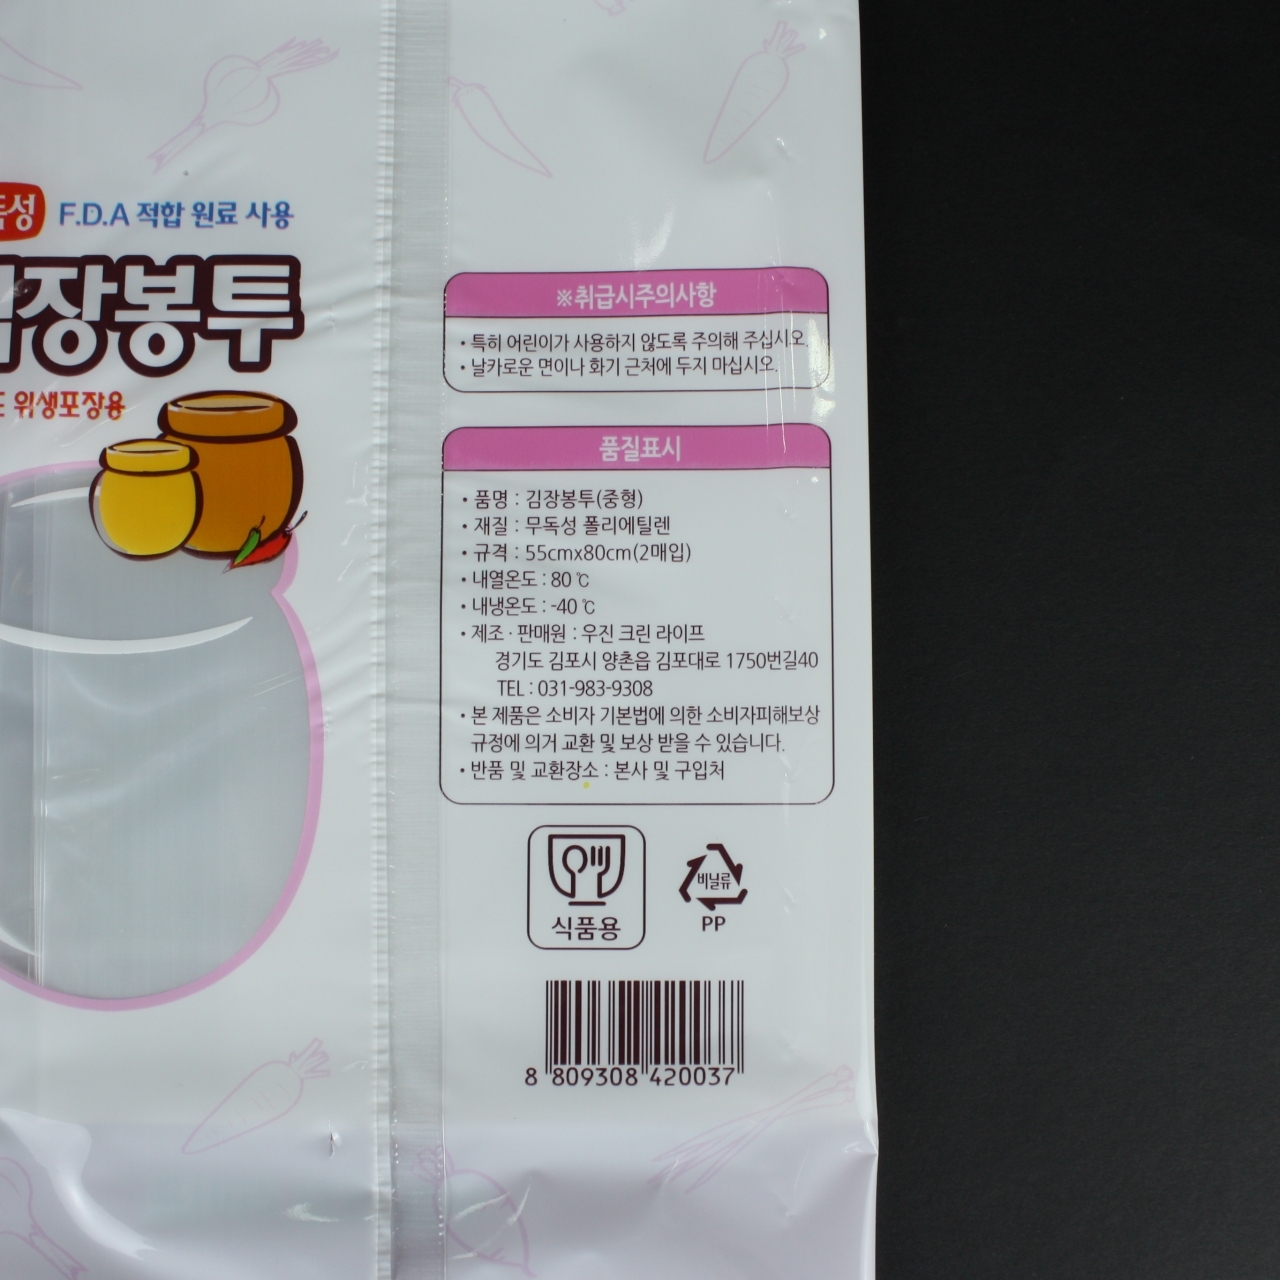 F.D.A 적합 원료 사용
장봉투
위생포장용
※취급시주의사항
• 특히 어린이가 사용하지 않도록 주의해 주십시오.
• 날카로운 면이나 화기 근처에 두지 마십시오.
품질표시
• 품명 : 김장봉투(중형)
• 재질 : 무독성 폴리에틸렌
• 규격 : 55cmx80cm(2매입)
• 내열온도 : 80 ℃
• 내냉온도 : -40 ℃
• 제조 · 판매원 : 우진 크린 라이프
경기도 김포시 양촌읍 김포대로 1750번길40
TEL : 031-983-9308
• 본 제품은 소비자 기본법에 의한 소비자피해보상
규정에 의거 교환 및 보상 받을 수 있습니다.
• 반품 및 교환장소 : 본사 및 구입처
식품용
비닐류
PP
8 809308 420037